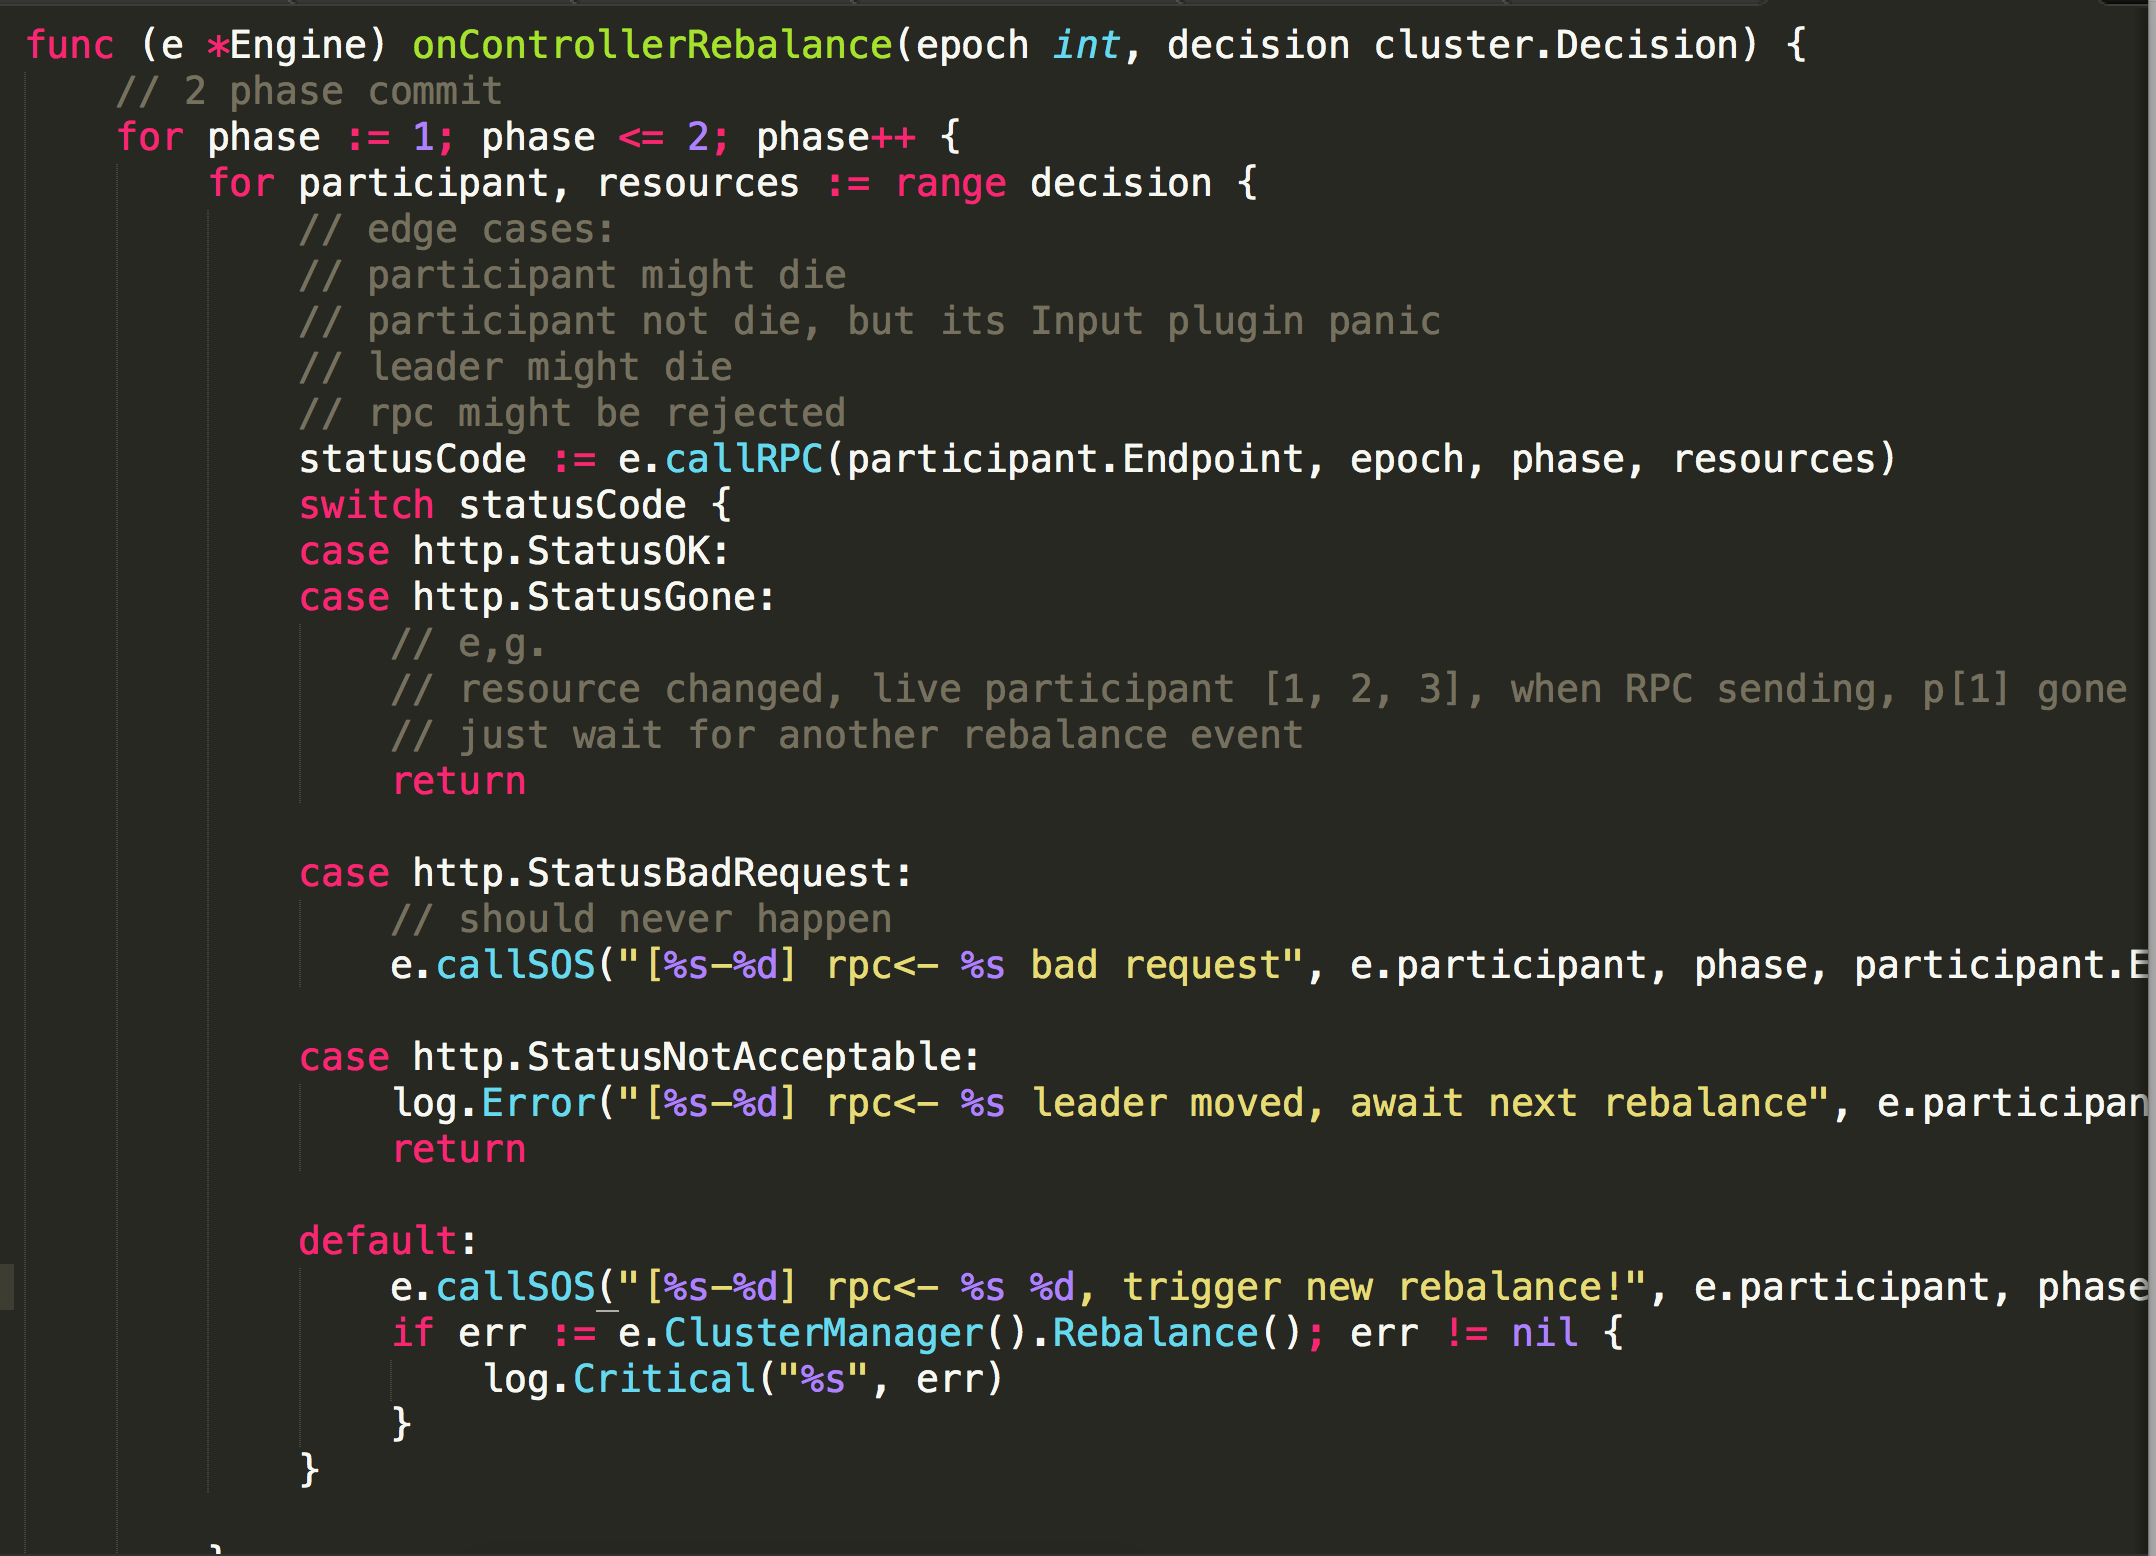 func (e *Engine) onControllerRebalance(epoch int, decision cluster.Decision) {
    // 2 phase commit
    for phase := 1; phase <= 2; phase++ {
        for participant, resources := range decision {
            // edge cases:
            // participant might die
            // participant not die, but its Input plugin panic
            // leader might die
            // rpc might be rejected
            statusCode := e.callRPC(participant.Endpoint, epoch, phase, resources)
            switch statusCode {
            case http.StatusOK:
            case http.StatusGone:
                // e,g.
                // resource changed, live participant [1, 2, 3], when RPC sending, p[1] gone
                // just wait for another rebalance event
                return

            case http.StatusBadRequest:
                // should never happen
                e.callSOS("[%s-%d] rpc<- %s bad request", e.participant, phase, participant.E

            case http.StatusNotAcceptable:
                log.Error("[%s-%d] rpc<- %s leader moved, await next rebalance", e.participan
                return

            default:
                e.callSOS("[%s-%d] rpc<- %s %d, trigger new rebalance!", e.participant, phase
                if err := e.ClusterManager().Rebalance(); err != nil {
                    log.Critical("%s", err)
                }
            }